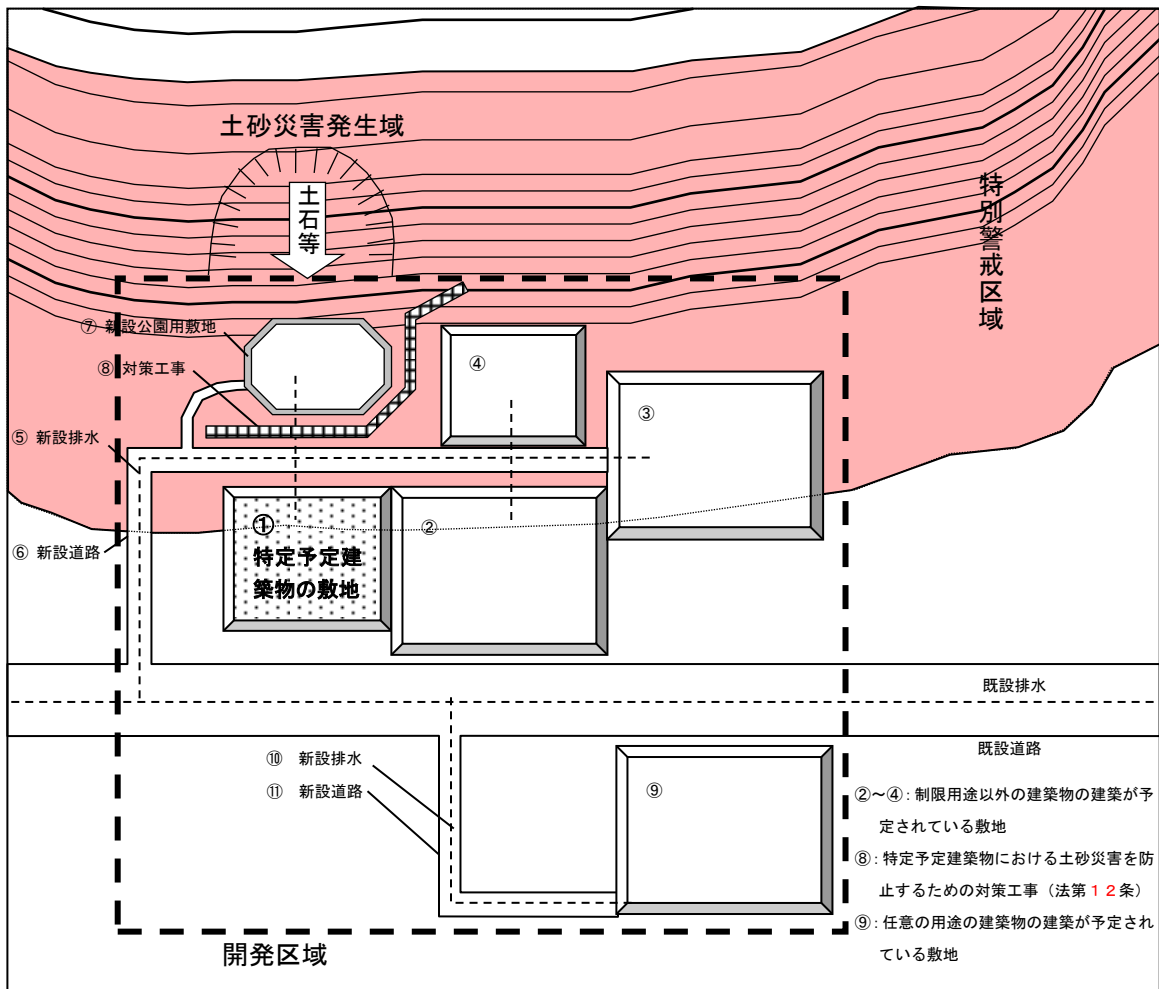 土砂災害発生域
土石等
特別警戒区域
⑦ 新設公園用敷地
⑧ 対策工事
④
③
⑤ 新設排水
①
特定予定建
築物の敷地
②
⑥ 新設道路
既設排水
既設道路
⑩ 新設排水
⑪ 新設道路
⑨
②~④:制限用途以外の建築物の建築が予
定されている敷地
⑧:特定予定建築物における土砂災害を防
止するための対策工事(法第12条)
⑨:任意の用途の建築物の建築が予定され
ている敷地
開発区域